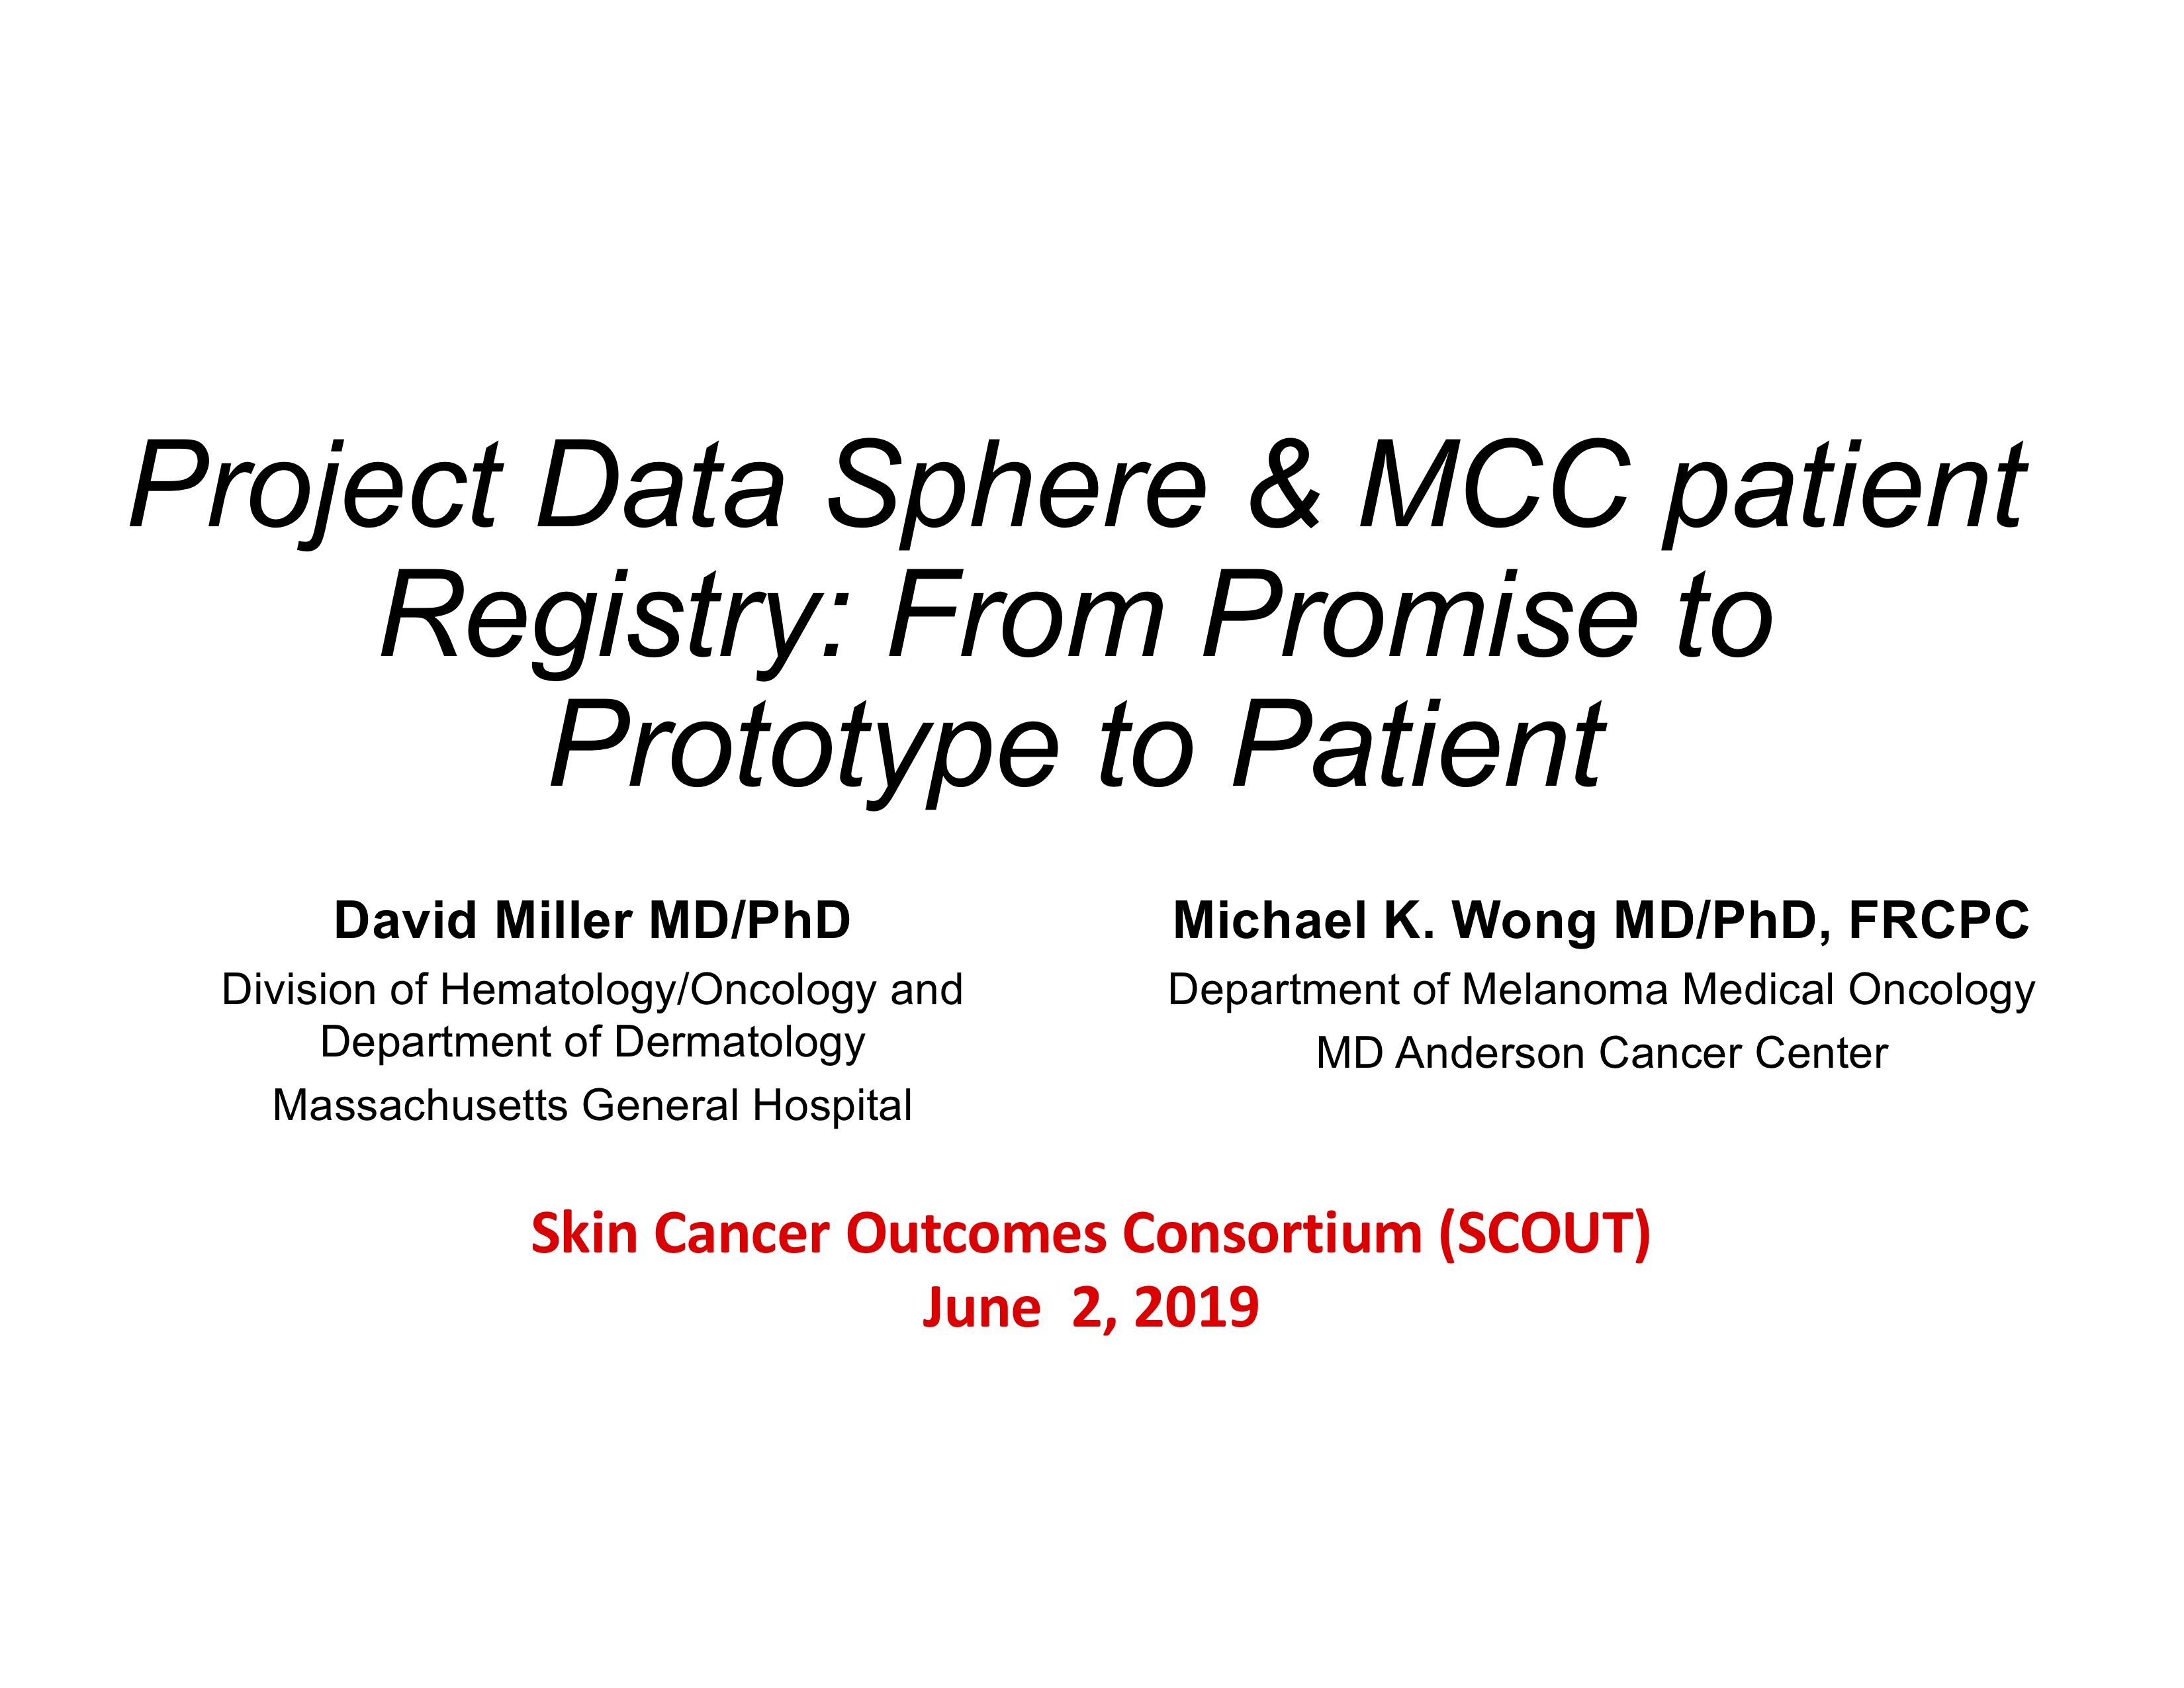 Project Data Sphere & MCC patient
Registry: From Promise to
Prototype to Patient
David Miller MD/PhD
Division of Hematology/Oncology and
Department of Dermatology
Massachusetts General Hospital
Michael K. Wong MD/PhD, FRCPC
Department of Melanoma Medical Oncology
MD Anderson Cancer Center
Skin Cancer Outcomes Consortium (SCOUT)
June  2, 2019